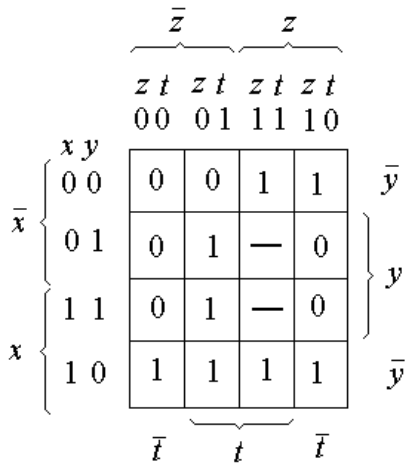 z̄ z
z t z t z t z t
0 0 0 1 1 1 1 0
x y
x̄ 0 0 0 0 1 1 ȳ
0 1 0 1 — 0
y
1 1 0 1 — 0
x
1 0 1 1 1 1 ȳ
t̄ t t̄